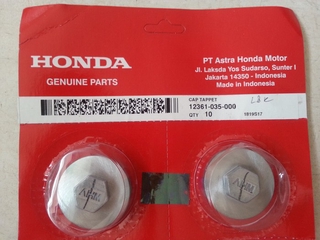 HONDA
GENUINE PARTS
PT Astra Honda Motor
Jl. Laksda Yos Sudarso, Sunter I
Jakarta 14350 - Indonesia
Made in Indonesia
CAP TAPPET
12361-035-000
QTY 10